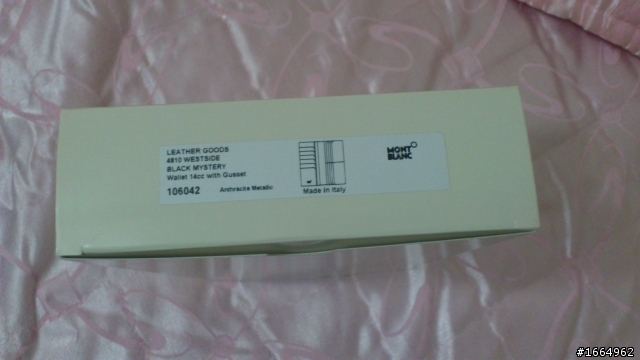 LEATHER GOODS
4810 WESTSIDE
BLACK MYSTERY
Wallet 14cc with Gusset
106042 Anthracite Metallic
Made in Italy
MONT
BLANC
#1664962